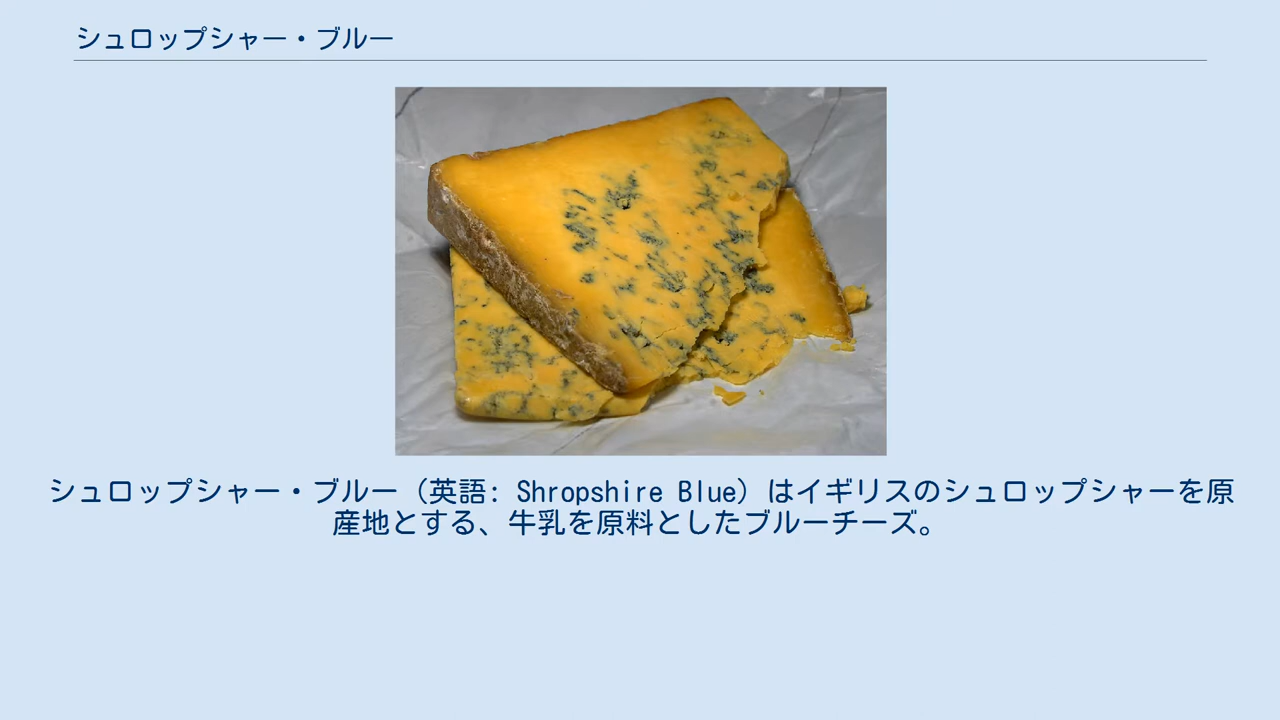 シュロップシャー・ブルー
シュロップシャー・ブルー（英語: Shropshire Blue）はイギリスのシュロップシャーを原
産地とする、牛乳を原料としたブルーチーズ。